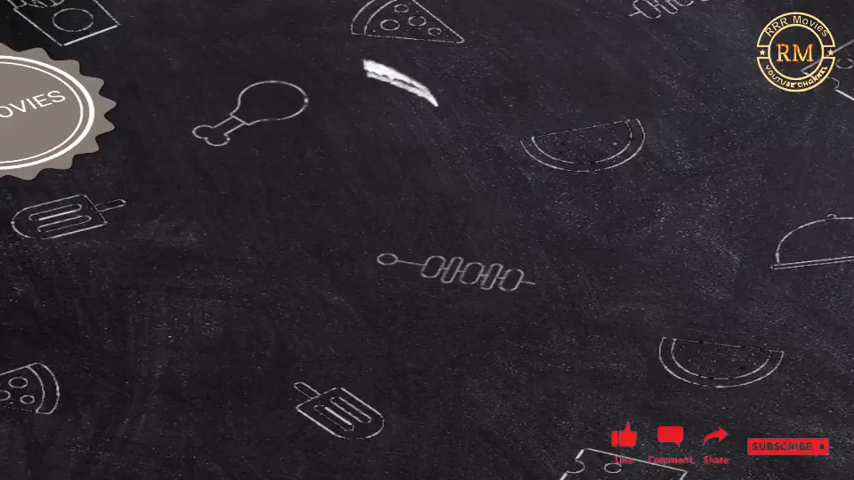 RRR Movies
RM
YOUTUBE CHANNEL
OVIES
Like Comment Share
SUBSCRIBE